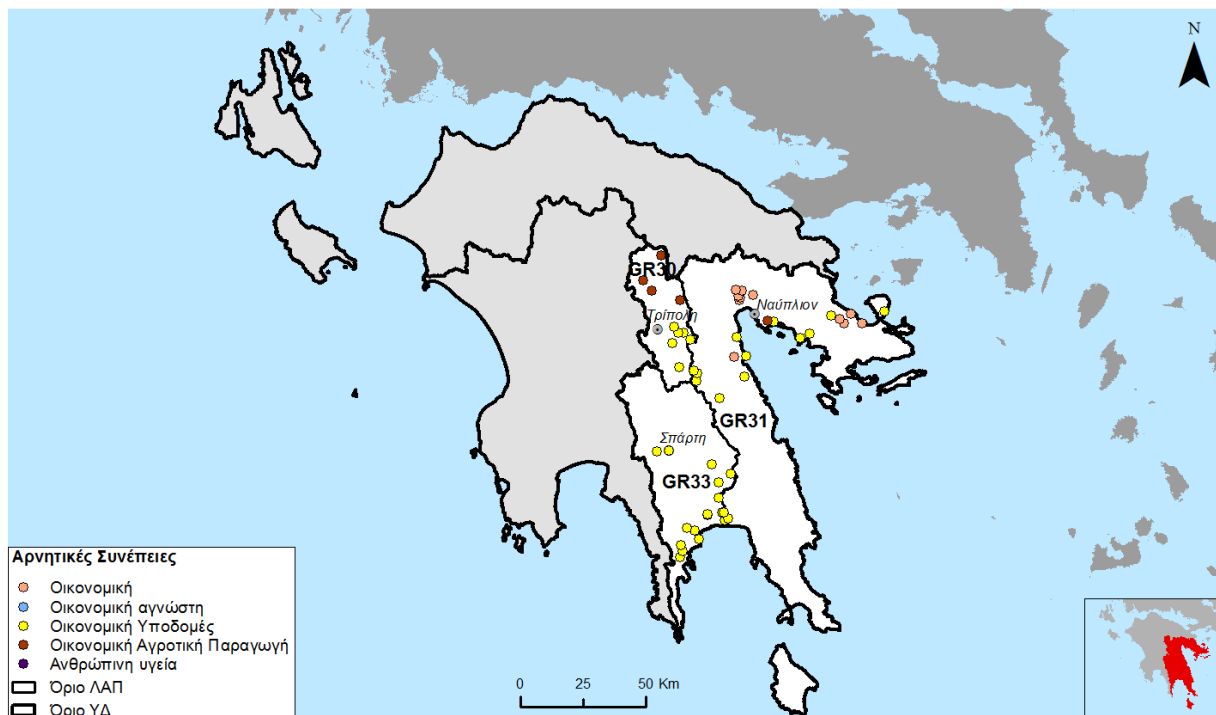 N
GR30
Τρίπολη
Ναύπλιον
GR31
Σπάρτη
GR33
Αρνητικές Συνέπειες
Οικονομική
Οικονομική αγνώστη
Οικονομική Υποδομές
Οικονομική Αγροτική Παραγωγή
Ανθρώπινη υγεία
Όριο ΛΑΠ
Όριο ΥΔ
0 25 50 Km